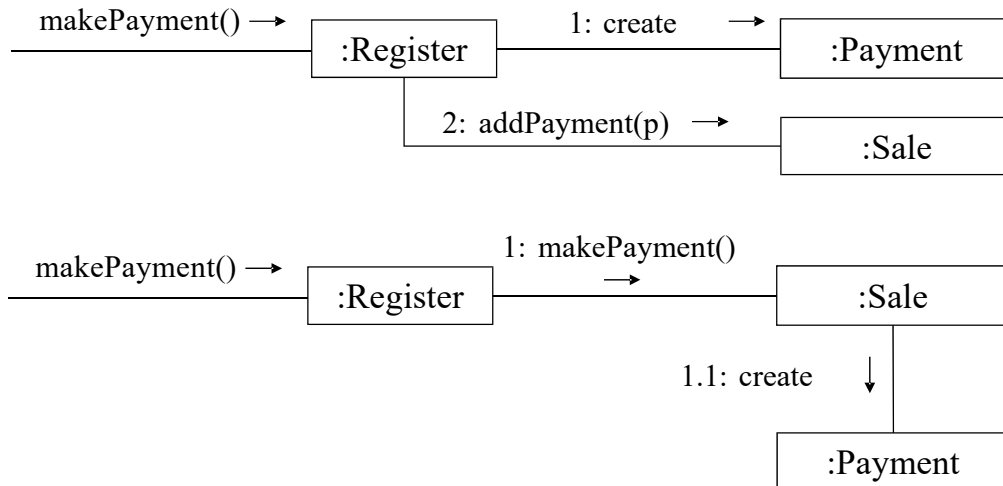 makePayment()
1: create
:Register
:Payment
2: addPayment(p)
:Sale
makePayment()
1: makePayment()
:Register
:Sale
1.1: create
:Payment